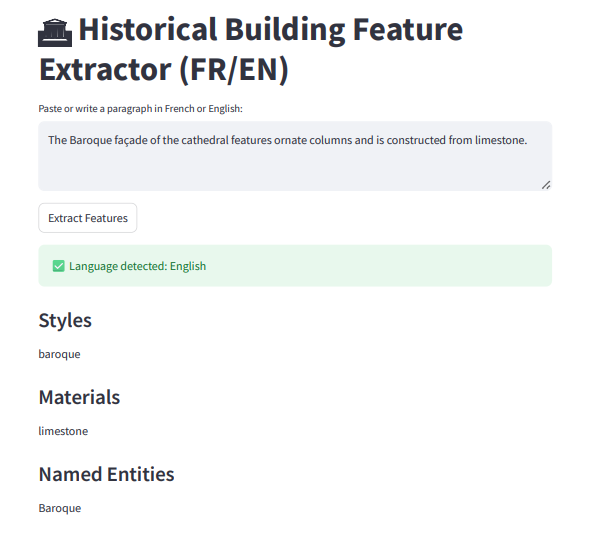 🏛 Historical Building Feature
Extractor (FR/EN)
Paste or write a paragraph in French or English:
The Baroque façade of the cathedral features ornate columns and is constructed from limestone.
Extract Features
✅ Language detected: English
Styles
baroque
Materials
limestone
Named Entities
Baroque